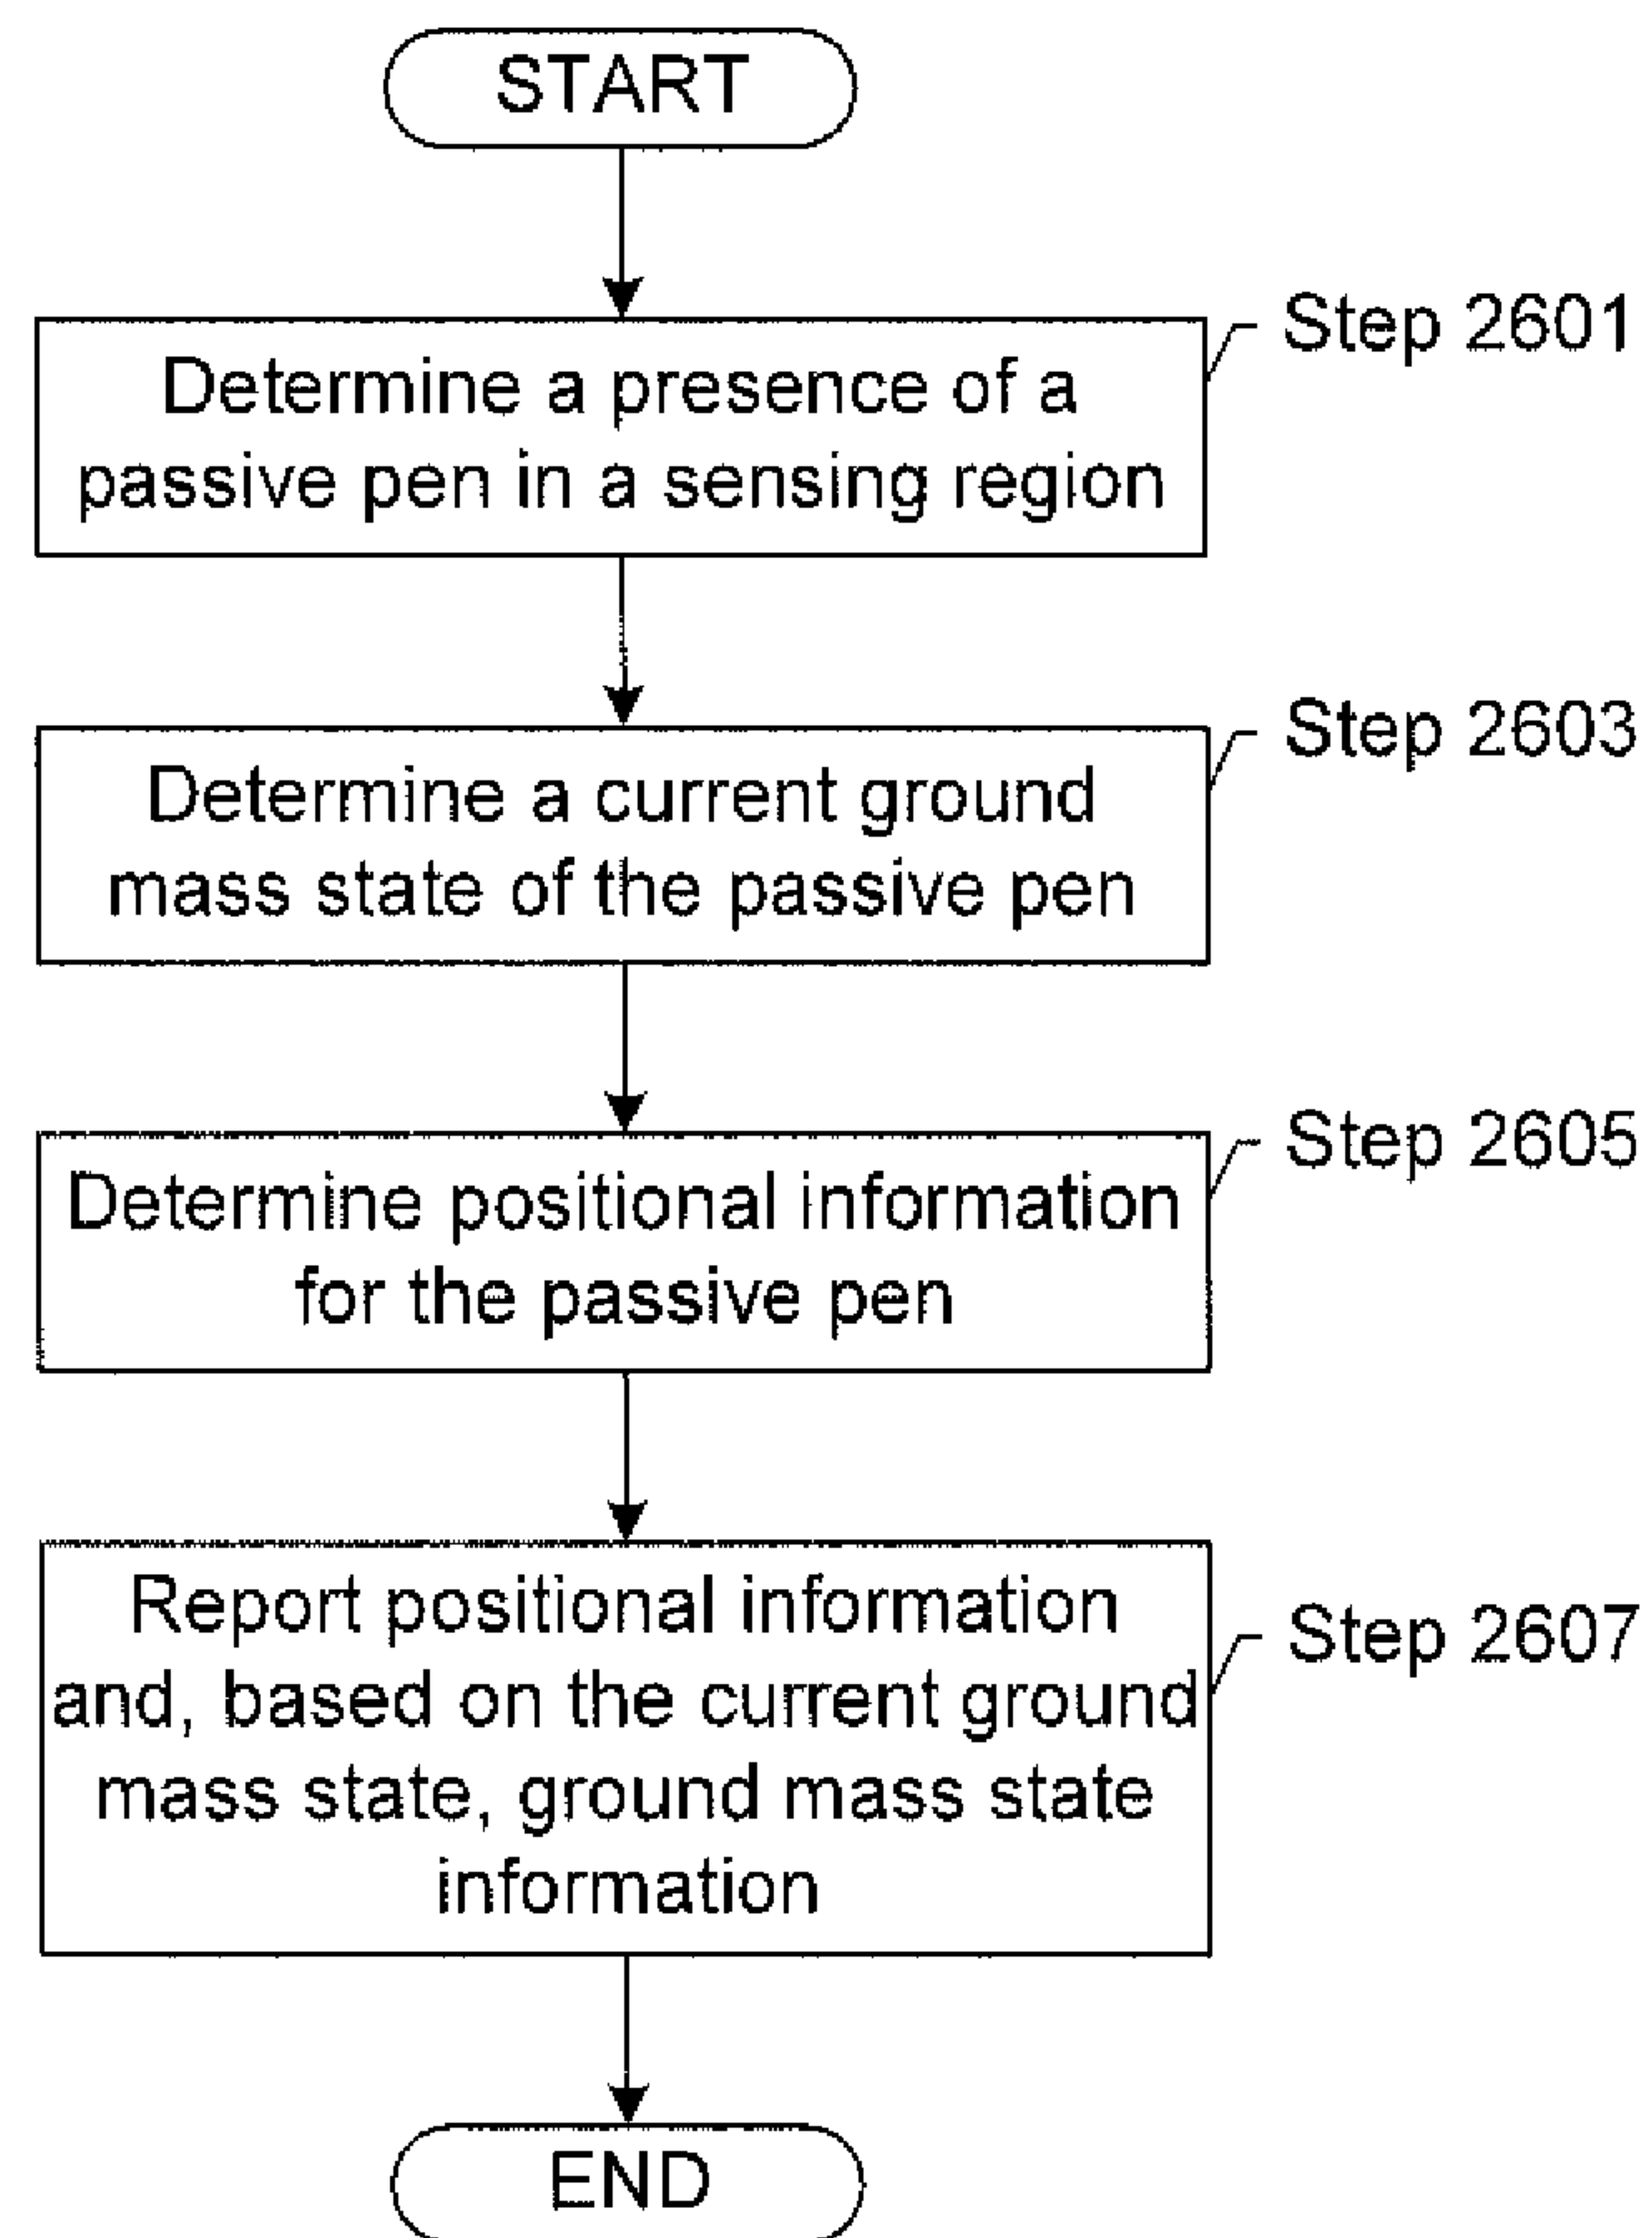 START
Step 2601
Determine a presence of a
passive pen in a sensing region
Step 2603
Determine a current ground
mass state of the passive pen
Step 2605
Determine positional information
for the passive pen
Step 2607
Report positional information
and, based on the current ground
mass state, ground mass state
information
END